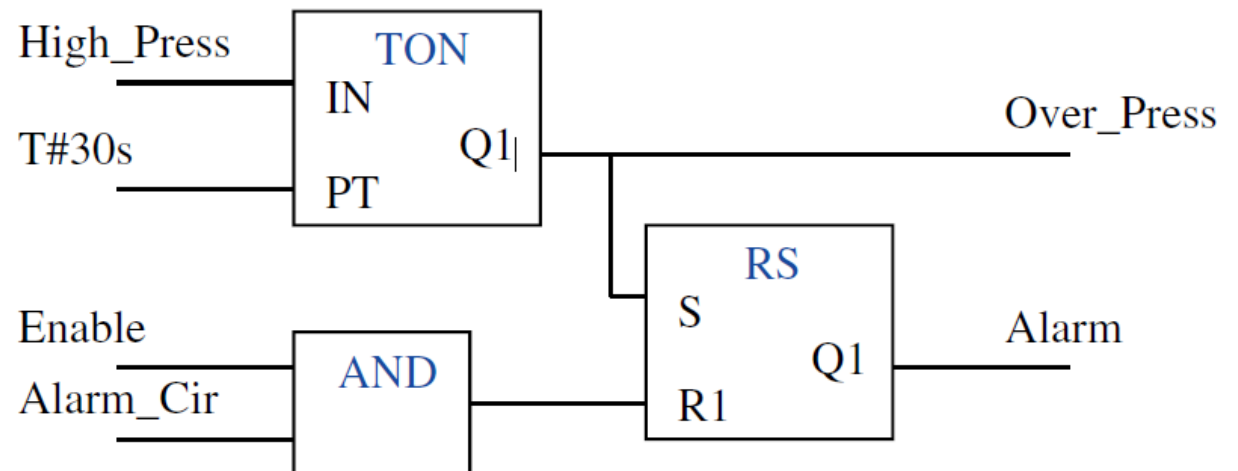 High_Press
TON
IN
T#30s
Q1
PT
Over_Press
RS
S
Enable
AND
Q1
Alarm
Alarm_Cir
R1